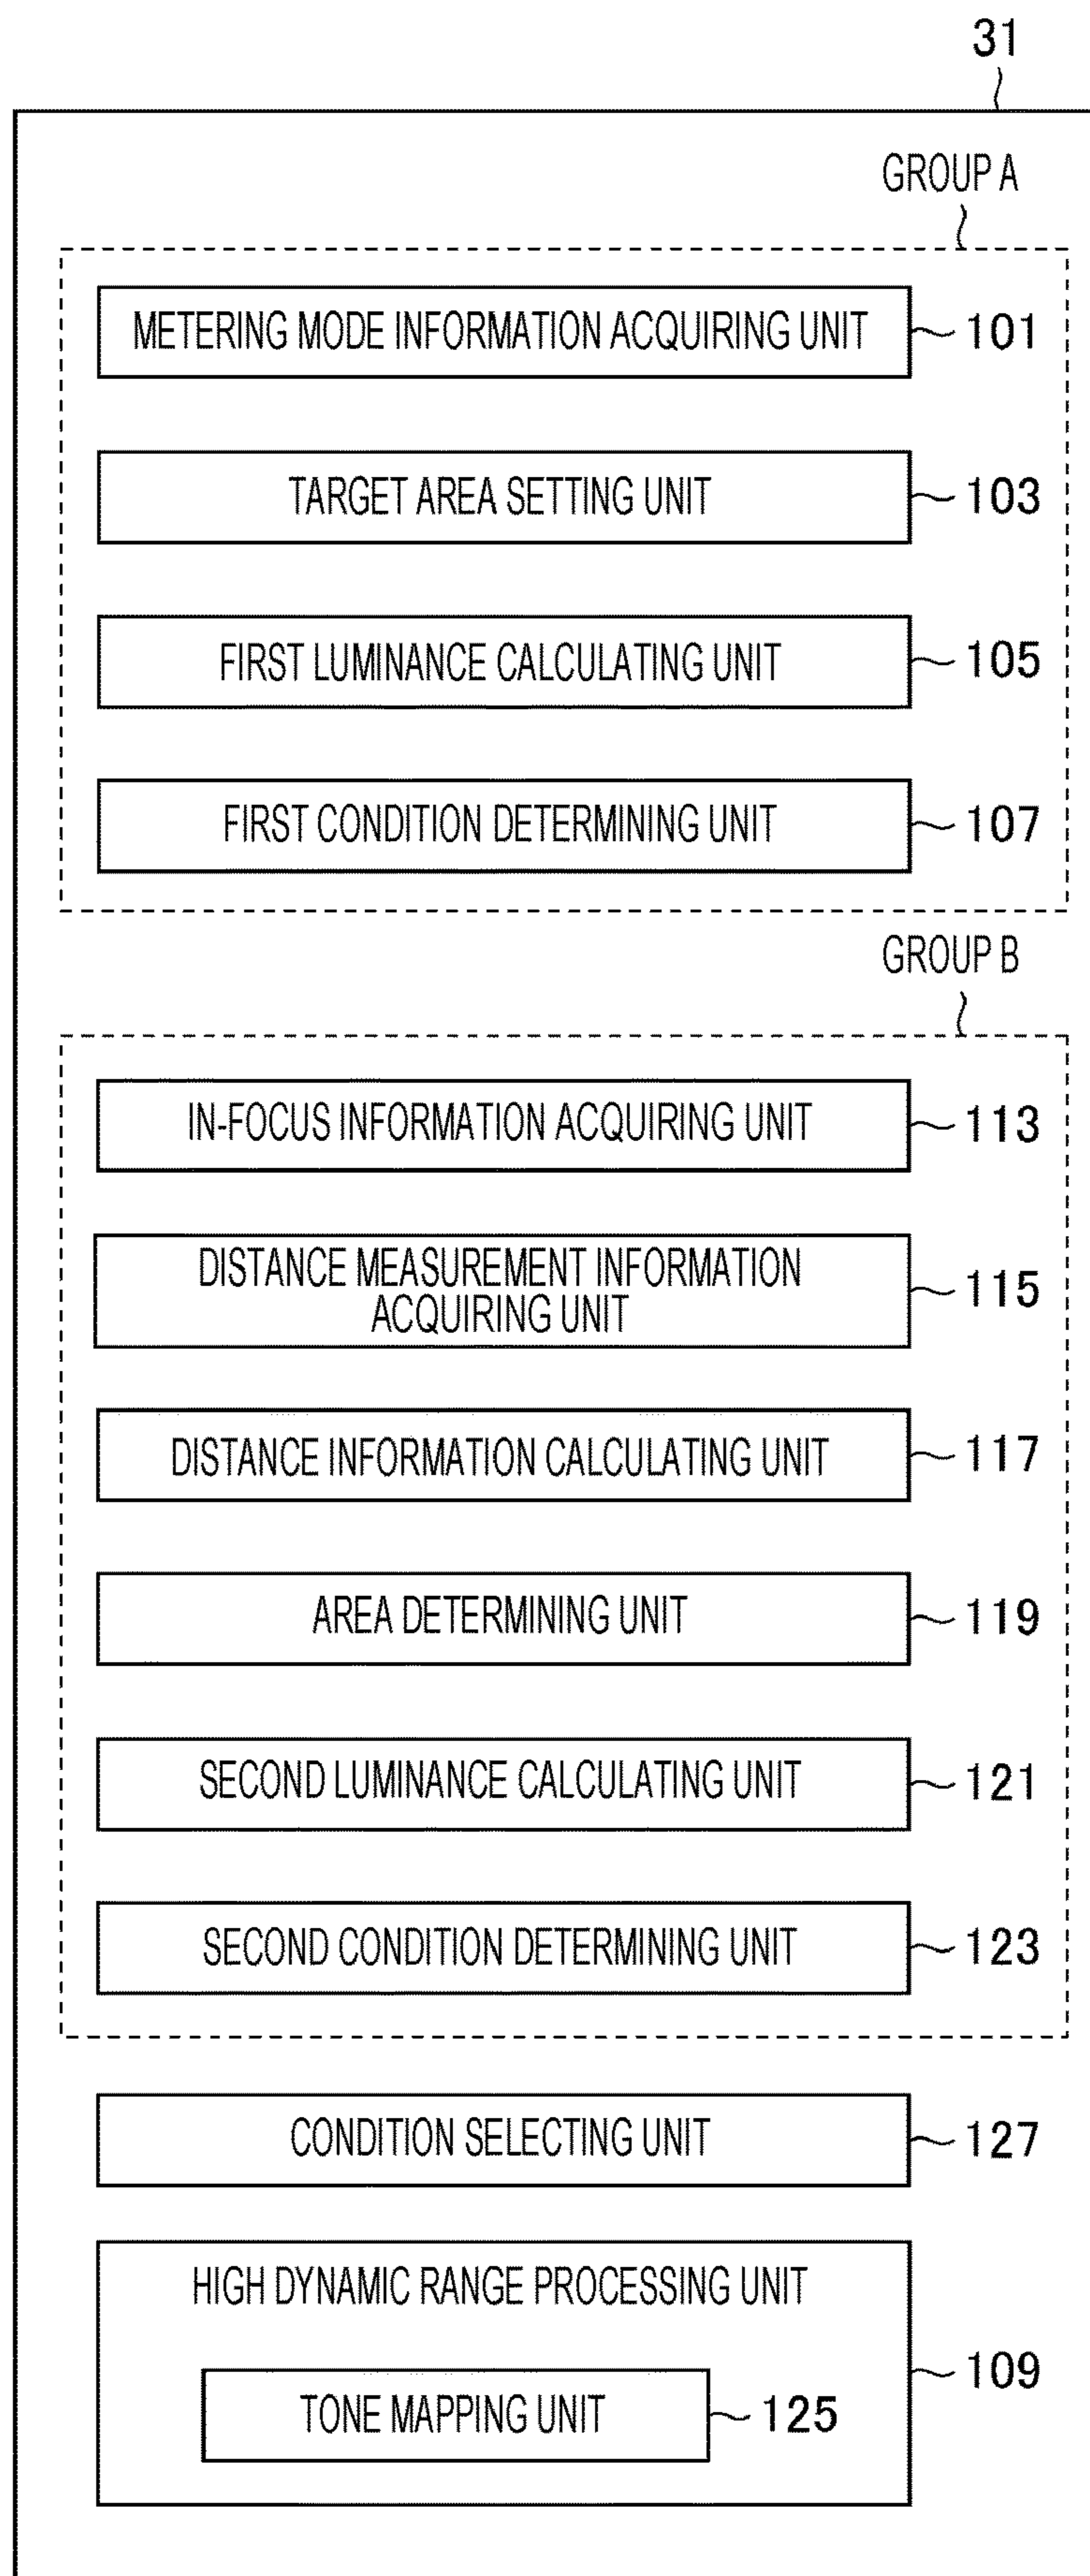 31
GROUP A
METERING MODE INFORMATION ACQUIRING UNIT
101
TARGET AREA SETTING UNIT
103
FIRST LUMINANCE CALCULATING UNIT
105
FIRST CONDITION DETERMINING UNIT
107
GROUP B
IN-FOCUS INFORMATION ACQUIRING UNIT
113
DISTANCE MEASUREMENT INFORMATION
ACQUIRING UNIT
115
DISTANCE INFORMATION CALCULATING UNIT
117
AREA DETERMINING UNIT
119
SECOND LUMINANCE CALCULATING UNIT
121
SECOND CONDITION DETERMINING UNIT
123
CONDITION SELECTING UNIT
127
HIGH DYNAMIC RANGE PROCESSING UNIT
109
TONE MAPPING UNIT
125